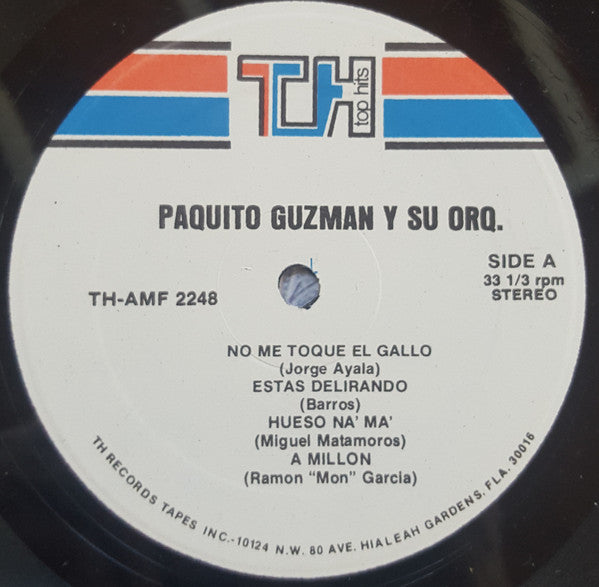 TH
top hits
PAQUITO GUZMAN Y SU ORQ.
SIDE A
33 1/3 rpm
STEREO
TH-AMF 2248
NO ME TOQUE EL GALLO
(Jorge Ayala)
ESTAS DELIRANDO
(Barros)
HUESO NA' MA'
(Miguel Matamoros)
A MILLON
(Ramon "Mon" Garcia)
TH RECORDS TAPES INC.-10124 N.W. 80 AVE. HIALEAH GARDENS, FLA. 30016